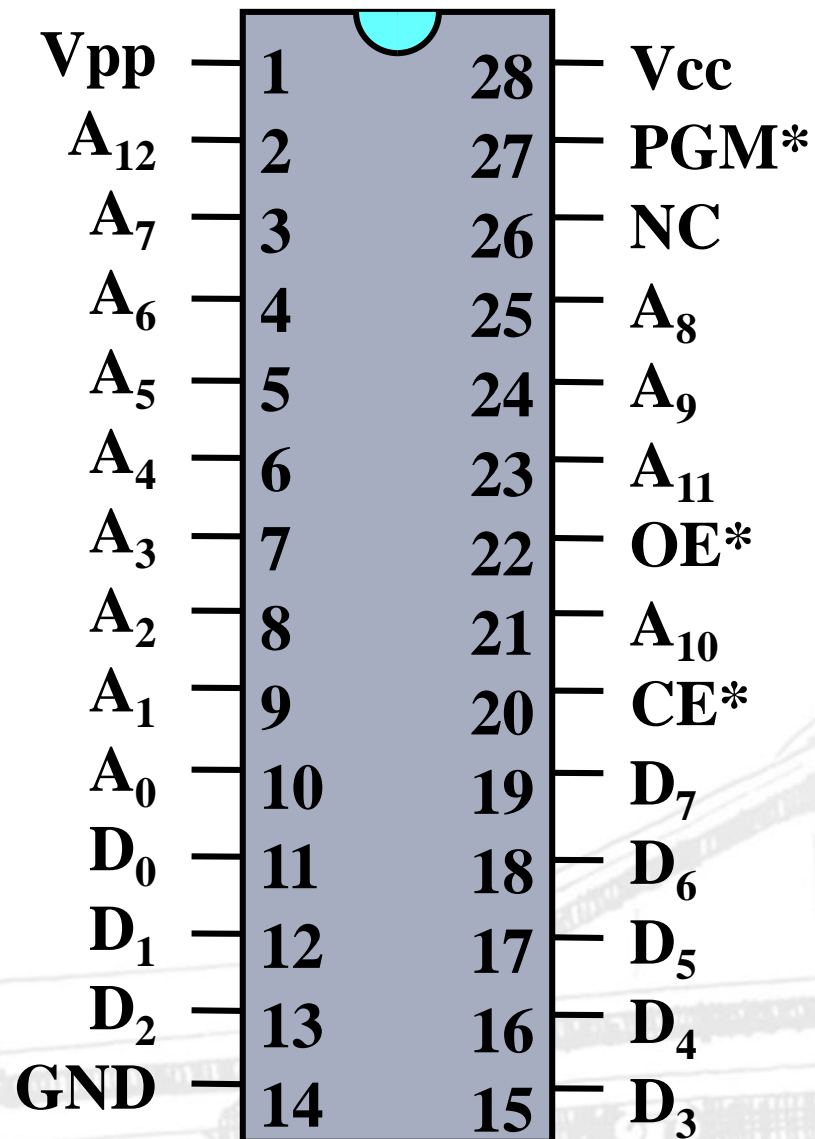 Vpp 1 28 Vcc
A12 2 27 PGM*
A7 3 26 NC
A6 4 25 A8
A5 5 24 A9
A4 6 23 A11
A3 7 22 OE*
A2 8 21 A10
A1 9 20 CE*
A0 10 19 D7
D0 11 18 D6
D1 12 17 D5
D2 13 16 D4
GND 14 15 D3